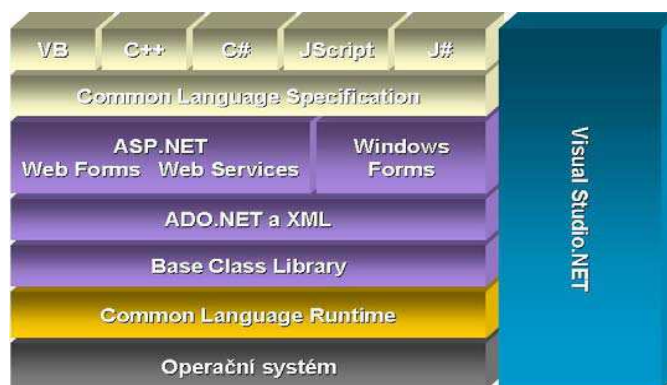 VB C++ C# JScript J#
Common Language Specification
ASP.NET
Web Forms Web Services
Windows
Forms
ADO.NET a XML
Base Class Library
Common Language Runtime
Operační systém
Visual Studio.NET